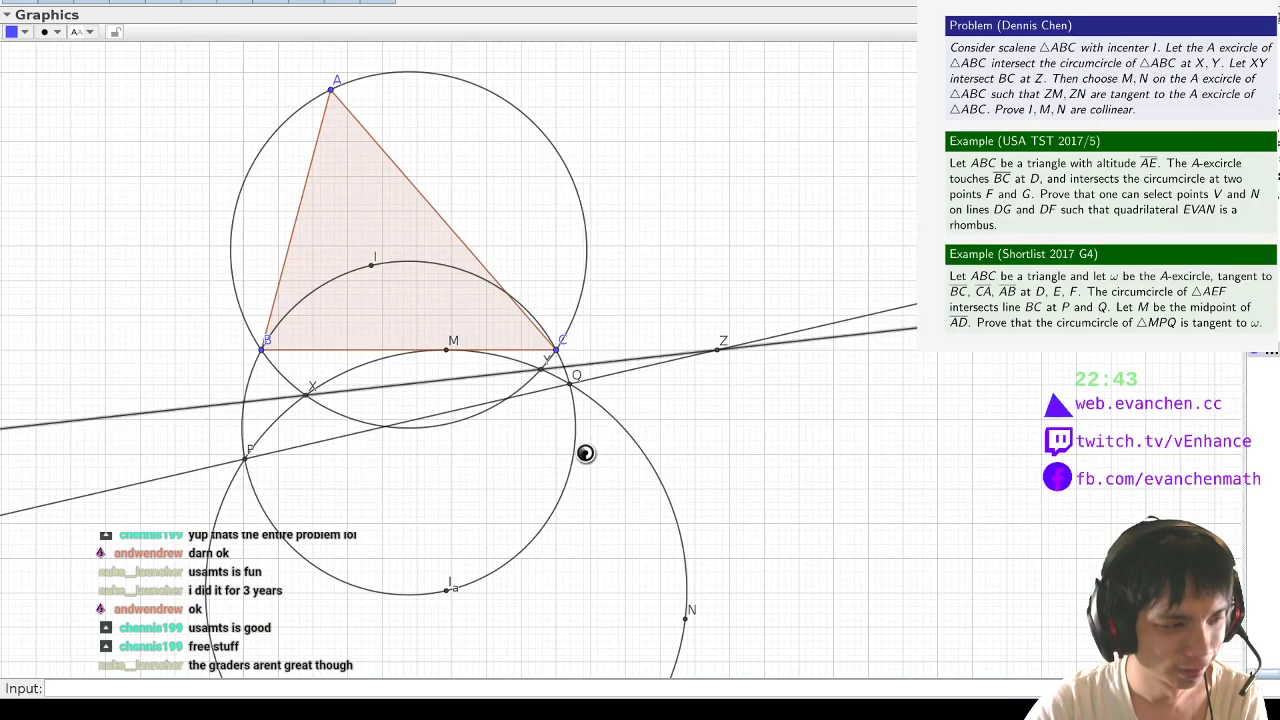 Graphics
Problem (Dennis Chen)
Consider scalene △ABC with incenter I. Let the A excircle of
△ABC intersect the circumcircle of △ABC at X, Y. Let XY
intersect BC at Z. Then choose M, N on the A excircle of
△ABC such that ZM, ZN are tangent to the A excircle of
△ABC. Prove I, M, N are collinear.
Example (USA TST 2017/5)
Let ABC be a triangle with altitude AE. The A-excircle
touches BC at D, and intersects the circumcircle at two
points F and G. Prove that one can select points V and N
on lines DG and DF such that quadrilateral EVAN is a
rhombus.
Example (Shortlist 2017 G4)
Let ABC be a triangle and let ω be the A-excircle, tangent to
BC, CA, AB at D, E, F. The circumcircle of △AEF
intersects line BC at P and Q. Let M be the midpoint of
AD. Prove that the circumcircle of △MPQ is tangent to ω.
A
I
B
M
C
Z
Y
Q
X
P
Ia
N
22:43
web.evanchen.cc
twitch.tv/vEnhance
fb.com/evanchenmath
chennis199 yup thats the entire problem lol
andwendrew darn ok
nuke__launcher usamts is fun
nuke__launcher i did it for 3 years
andwendrew ok
chennis199 usamts is good
chennis199 free stuff
nuke__launcher the graders arent great though
Input: